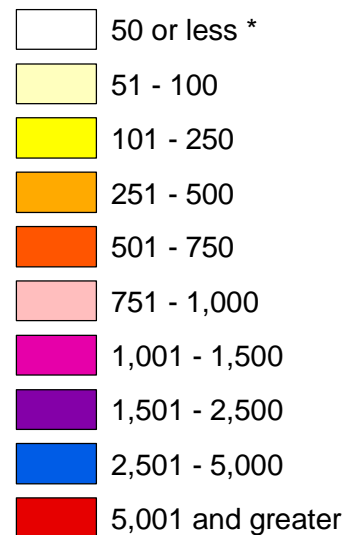 50 or less *
51 - 100
101 - 250
251 - 500
501 - 750
751 - 1,000
1,001 - 1,500
1,501 - 2,500
2,501 - 5,000
5,001 and greater